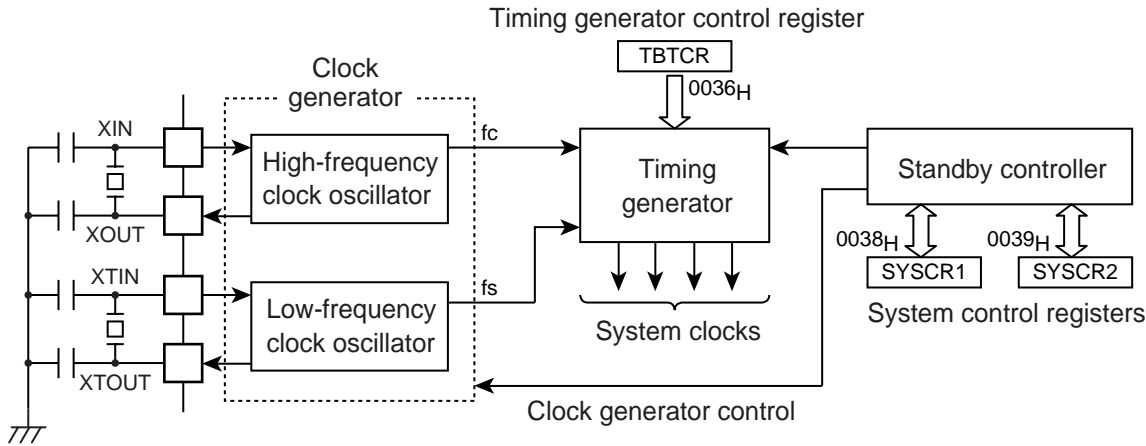 Timing generator control register
TBTCR
0036H
Clock
generator
XIN
High-frequency
clock oscillator
fc
XOUT
Timing
generator
Standby controller
0038H
0039H
SYSCR1
SYSCR2
System control registers
XTIN
Low-frequency
clock oscillator
fs
XTOUT
System clocks
Clock generator control